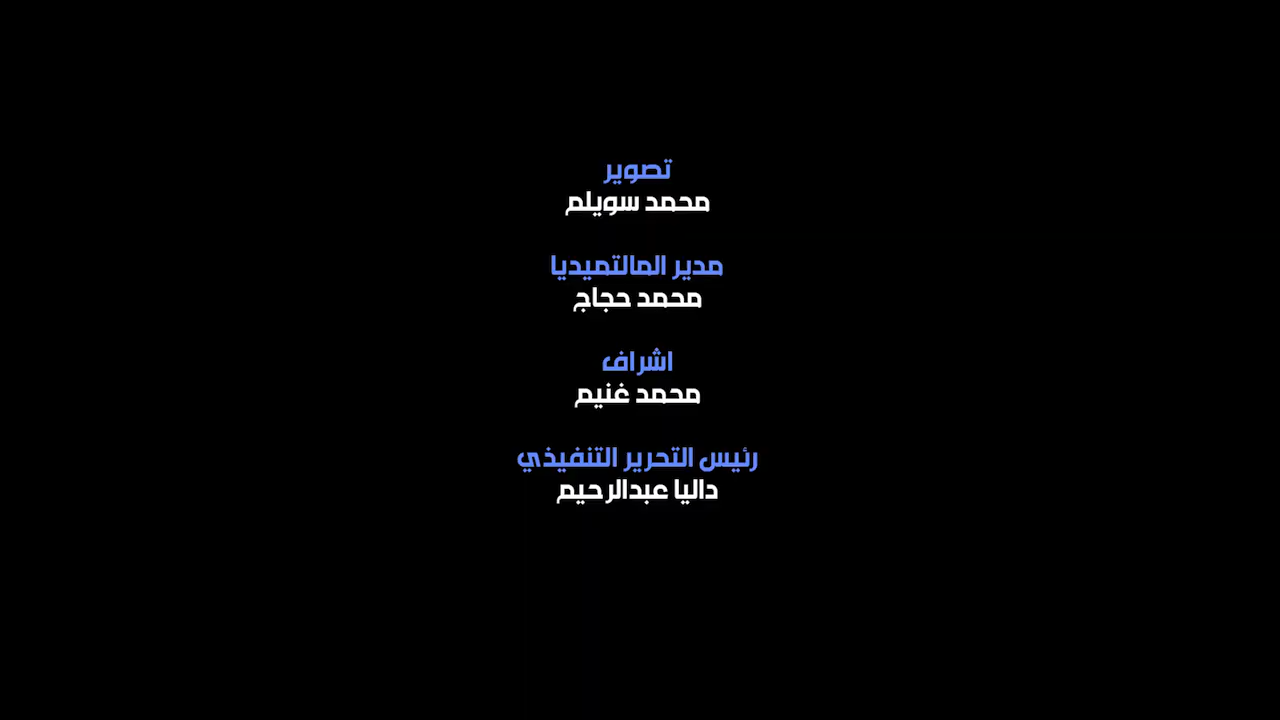 تصوير
محمد سويلم
مدير المالتميديا
محمد حجاج
اشراف
محمد غنيم
رئيس التحرير التنفيذي
داليا عبدالرحيم